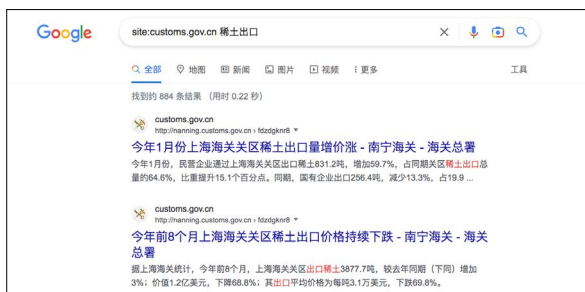 Google
site:customs.gov.cn 稀土出口
全部 地图 新闻 图片 视频 更多 工具
找到约 884 条结果 （用时 0.22 秒）
customs.gov.cn
http://nanning.customs.gov.cn › fdzdgknr8
今年1月份上海海关关区稀土出口量增价涨 - 南宁海关 - 海关总署
今年1月份，民营企业通过上海海关关区出口稀土831.2吨，增加59.7%，占同期关区稀土出口总
量的64.6%，比重提升15.1个百分点。同期，国有企业出口256.4吨，减少13.3%，占19.9 ...
customs.gov.cn
http://nanning.customs.gov.cn › fdzdgknr8
今年前8个月上海海关关区稀土出口价格持续下跌 - 南宁海关 - 海关
总署
据上海海关统计，今年前8个月，上海海关关区出口稀土3877.7吨，较去年同期（下同）增加
3%；价值1.2亿美元，下降68.8%；其出口平均价格为每吨3.1万美元，下跌69.8%。